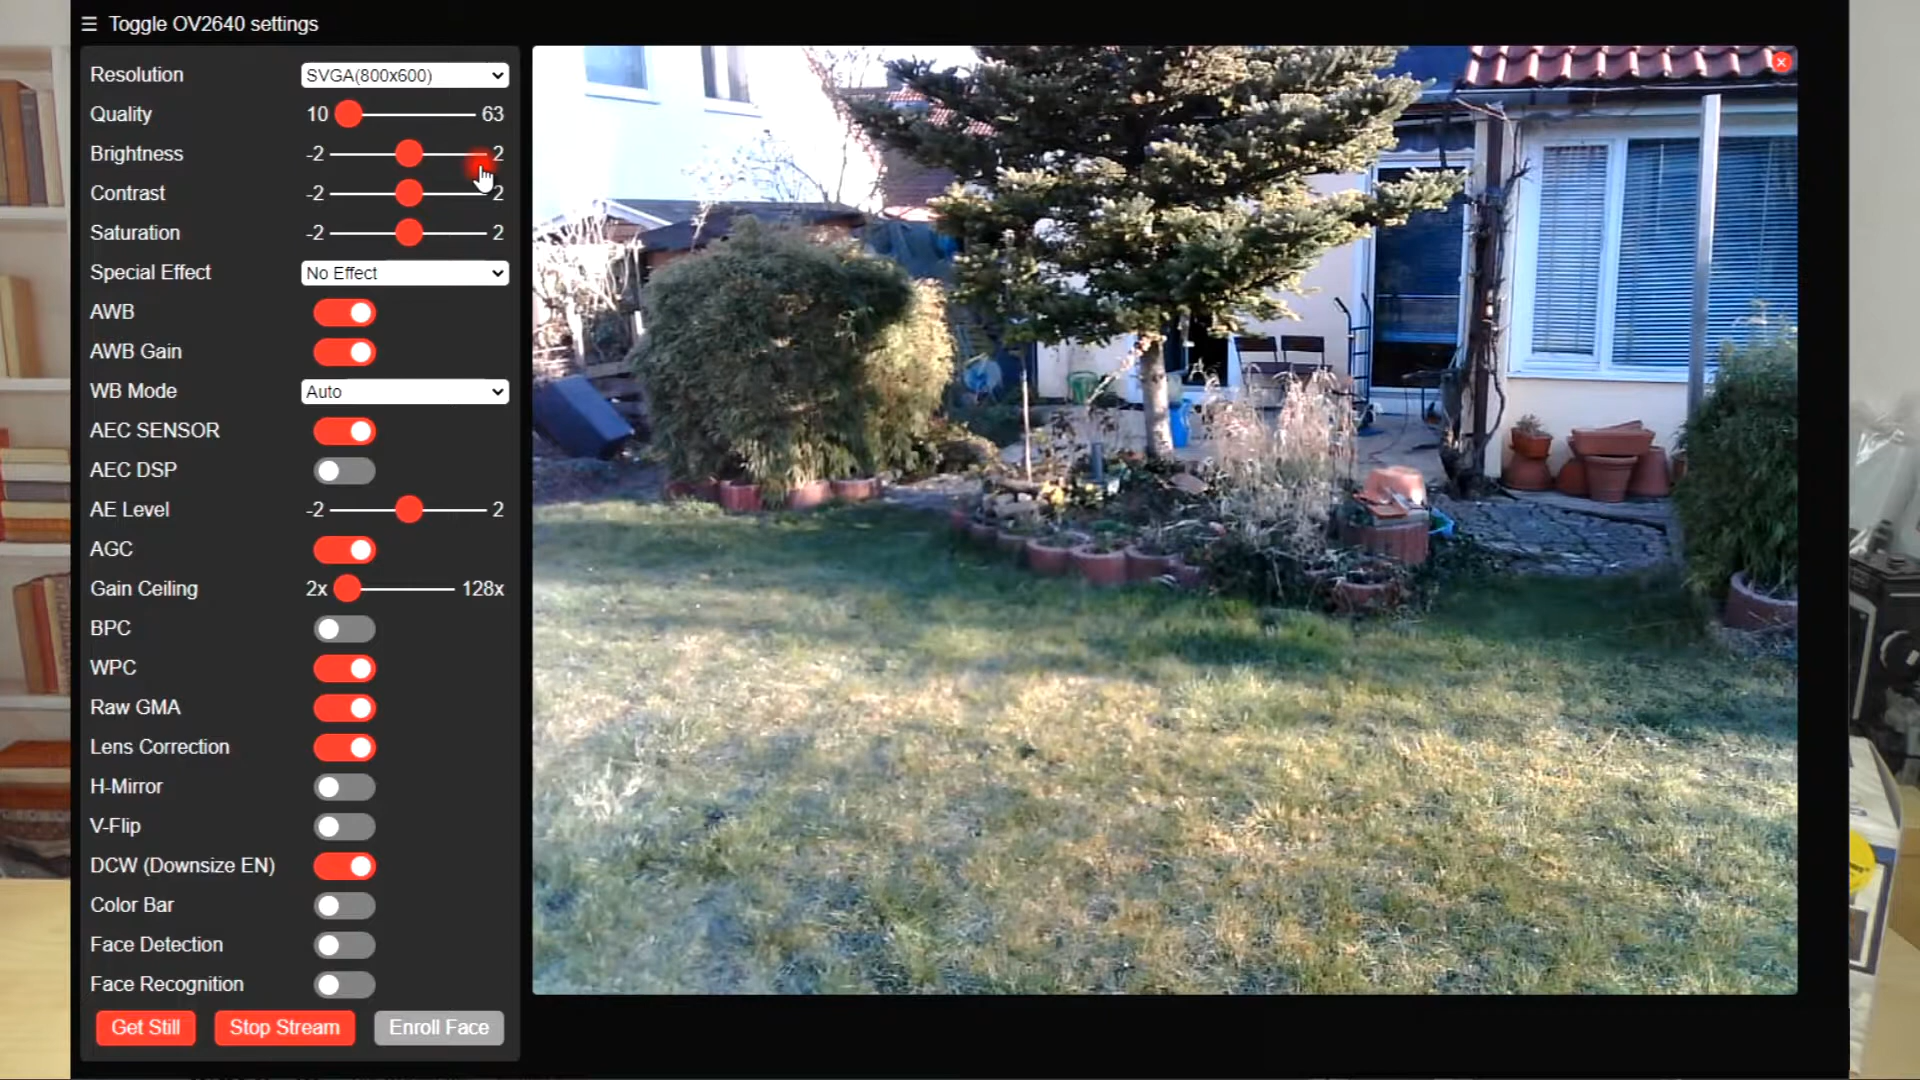 ☰ Toggle OV2640 settings
Resolution SVGA(800x600)
Quality 10 63
Brightness -2 2
Contrast -2 2
Saturation -2 2
Special Effect No Effect
AWB
AWB Gain
WB Mode Auto
AEC SENSOR
AEC DSP
AE Level -2 2
AGC
Gain Ceiling 2x 128x
BPC
WPC
Raw GMA
Lens Correction
H-Mirror
V-Flip
DCW (Downsize EN)
Color Bar
Face Detection
Face Recognition
Get Still Stop Stream Enroll Face